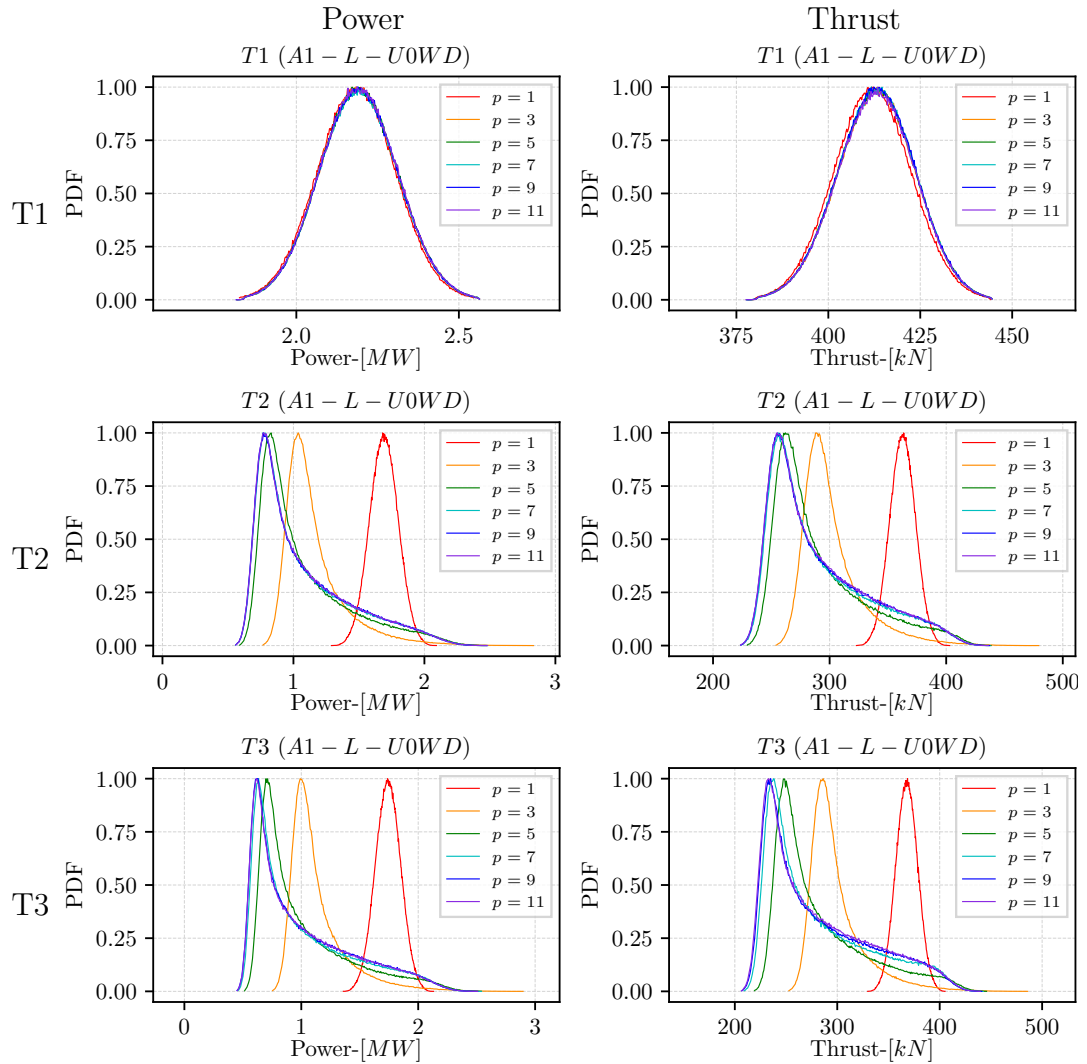 Power
Thrust
T1
T1 (A1 − L − U0WD)
PDF
1.00
0.75
0.50
0.25
0.00
p = 1
p = 3
p = 5
p = 7
p = 9
p = 11
2.0 2.5
Power-[MW]
T1 (A1 − L − U0WD)
PDF
1.00
0.75
0.50
0.25
0.00
p = 1
p = 3
p = 5
p = 7
p = 9
p = 11
375 400 425 450
Thrust-[kN]
T2
T2 (A1 − L − U0WD)
PDF
1.00
0.75
0.50
0.25
0.00
p = 1
p = 3
p = 5
p = 7
p = 9
p = 11
0 1 2 3
Power-[MW]
T2 (A1 − L − U0WD)
PDF
1.00
0.75
0.50
0.25
0.00
p = 1
p = 3
p = 5
p = 7
p = 9
p = 11
200 300 400 500
Thrust-[kN]
T3
T3 (A1 − L − U0WD)
PDF
1.00
0.75
0.50
0.25
0.00
p = 1
p = 3
p = 5
p = 7
p = 9
p = 11
0 1 2 3
Power-[MW]
T3 (A1 − L − U0WD)
PDF
1.00
0.75
0.50
0.25
0.00
p = 1
p = 3
p = 5
p = 7
p = 9
p = 11
200 300 400 500
Thrust-[kN]